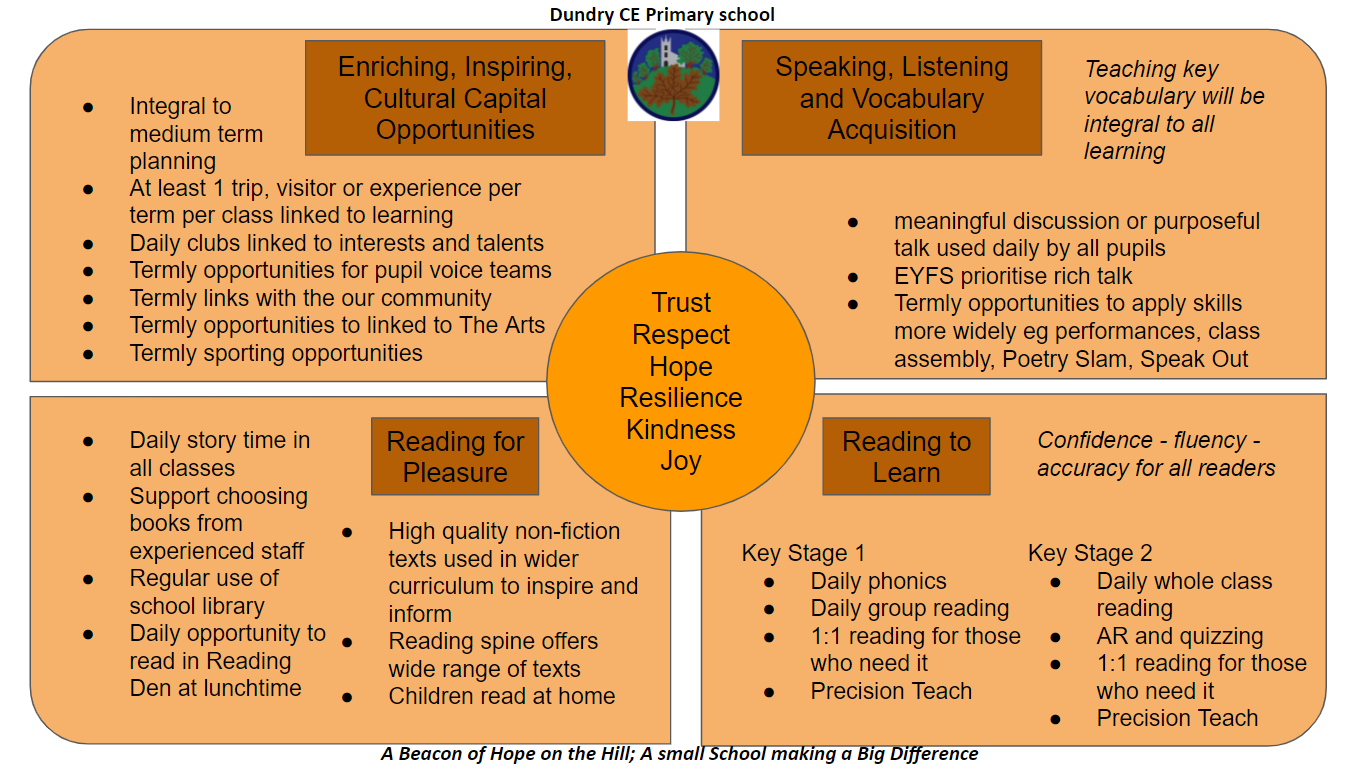 Dundry CE Primary school
Enriching, Inspiring,
Cultural Capital
Opportunities
● Integral to
medium term
planning
● At least 1 trip, visitor or experience per
term per class linked to learning
● Daily clubs linked to interests and talents
● Termly opportunities for pupil voice teams
● Termly links with the our community
● Termly opportunities to linked to The Arts
● Termly sporting opportunities
Speaking, Listening
and Vocabulary
Acquisition
Teaching key
vocabulary will be
integral to all
learning
● meaningful discussion or purposeful
talk used daily by all pupils
● EYFS prioritise rich talk
● Termly opportunities to apply skills
more widely eg performances, class
assembly, Poetry Slam, Speak Out
Trust
Respect
Hope
Resilience
Kindness
Joy
Reading for
Pleasure
● Daily story time in
all classes
● Support choosing
books from
experienced staff
● Regular use of
school library
● Daily opportunity to
read in Reading
Den at lunchtime
● High quality non-fiction
texts used in wider
curriculum to inspire and
inform
● Reading spine offers
wide range of texts
● Children read at home
Reading to
Learn
Confidence - fluency -
accuracy for all readers
Key Stage 1
● Daily phonics
● Daily group reading
● 1:1 reading for those
who need it
● Precision Teach
Key Stage 2
● Daily whole class
reading
● AR and quizzing
● 1:1 reading for those
who need it
● Precision Teach
A Beacon of Hope on the Hill; A small School making a Big Difference